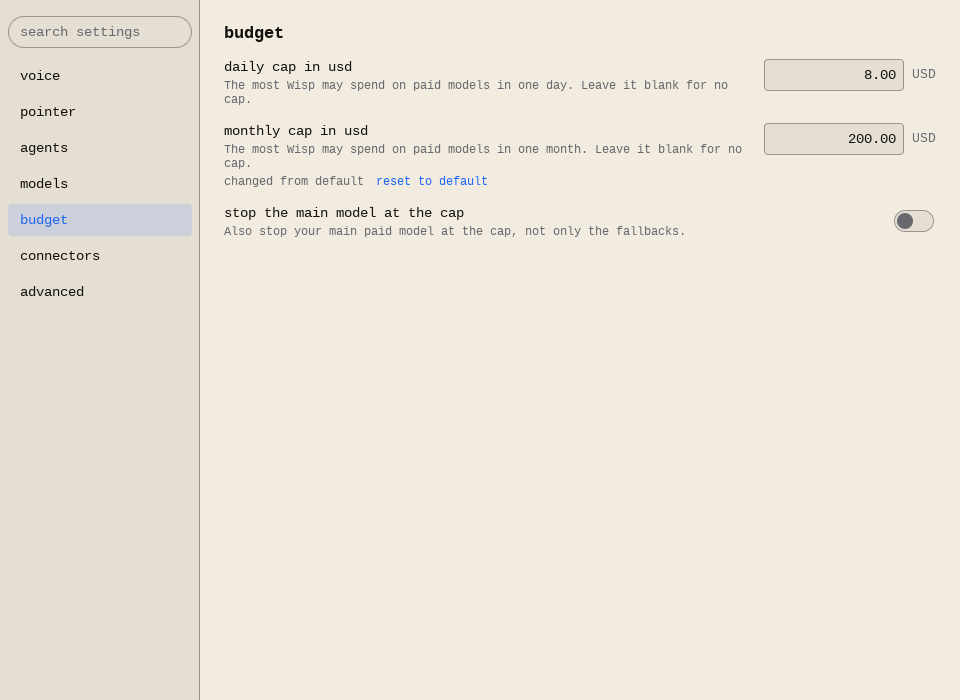 search settings
voice
pointer
agents
models
budget
connectors
advanced
budget
daily cap in usd
The most Wisp may spend on paid models in one day. Leave it blank for no
cap.
8.00 USD
monthly cap in usd
The most Wisp may spend on paid models in one month. Leave it blank for no
cap.
changed from default reset to default
200.00 USD
stop the main model at the cap
Also stop your main paid model at the cap, not only the fallbacks.